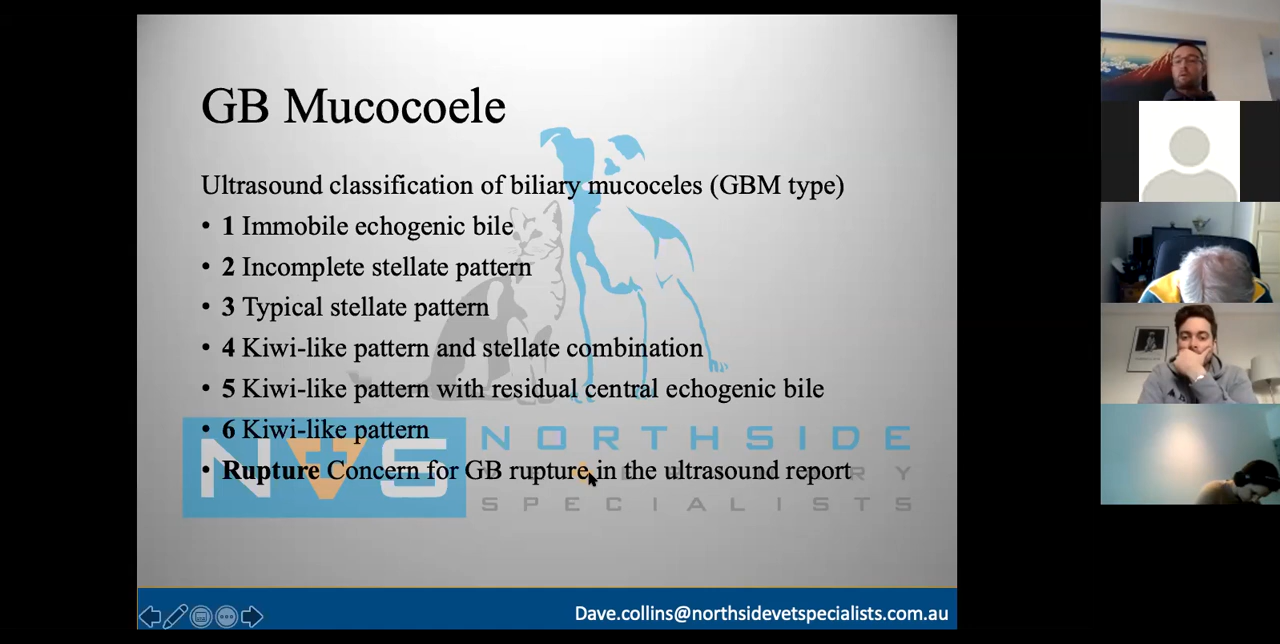 GB Mucocoele
Ultrasound classification of biliary mucoceles (GBM type)
• 1 Immobile echogenic bile
• 2 Incomplete stellate pattern
• 3 Typical stellate pattern
• 4 Kiwi-like pattern and stellate combination
• 5 Kiwi-like pattern with residual central echogenic bile
• 6 Kiwi-like pattern
• Rupture Concern for GB rupture in the ultrasound report
NVS NORTHSIDE
SPECIALISTS
Dave.collins@northsidevetspecialists.com.au